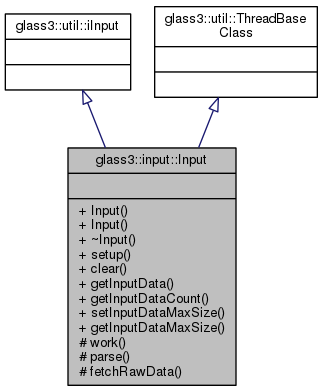 glass3::util::iInput
glass3::util::ThreadBase
Class
glass3::input::Input
+ Input()
+ Input()
+ ~Input()
+ setup()
+ clear()
+ getInputData()
+ getInputDataCount()
+ setInputDataMaxSize()
+ getInputDataMaxSize()
# work()
# parse()
# fetchRawData()